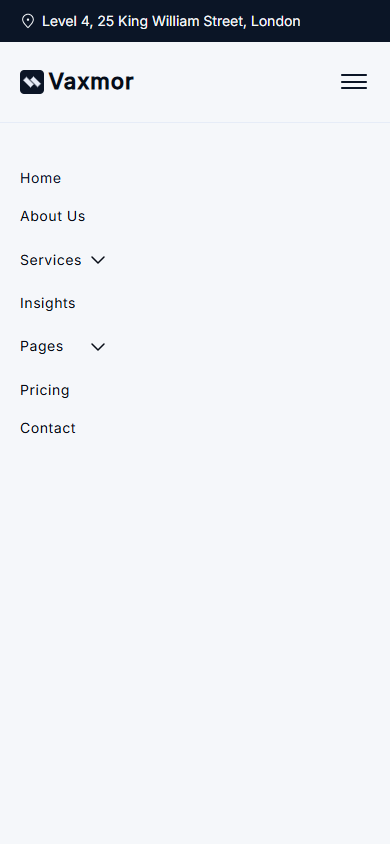 Level 4, 25 King William Street, London
Vaxmor
Home
About Us
Services
Insights
Pages
Pricing
Contact